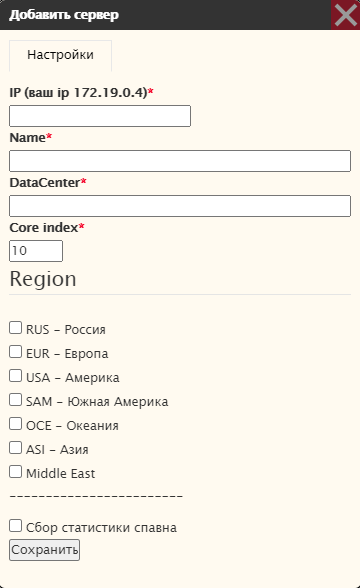 Добавить сервер
Настройки
IP (ваш ip 172.19.0.4)*
Name*
DataCenter*
Core index*
10
Region
RUS - Россия
EUR - Европа
USA - Америка
SAM - Южная Америка
OCE - Океания
ASI - Азия
Middle East
------------------------
Сбор статистики спавна
Сохранить